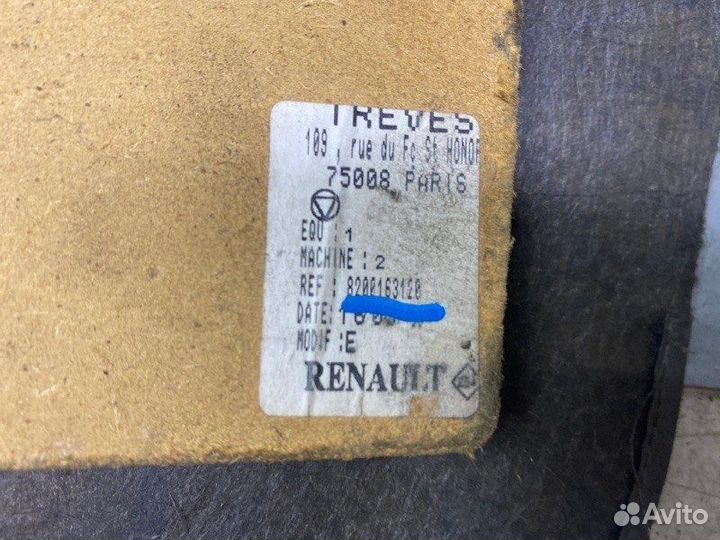 TREVES
109 , rue du Fg St HONOR
75008 PARIS
EQU : 1
MACHINE : 2
REF : 8200163120
DATE:
MODIF :E
RENAULT
Avito